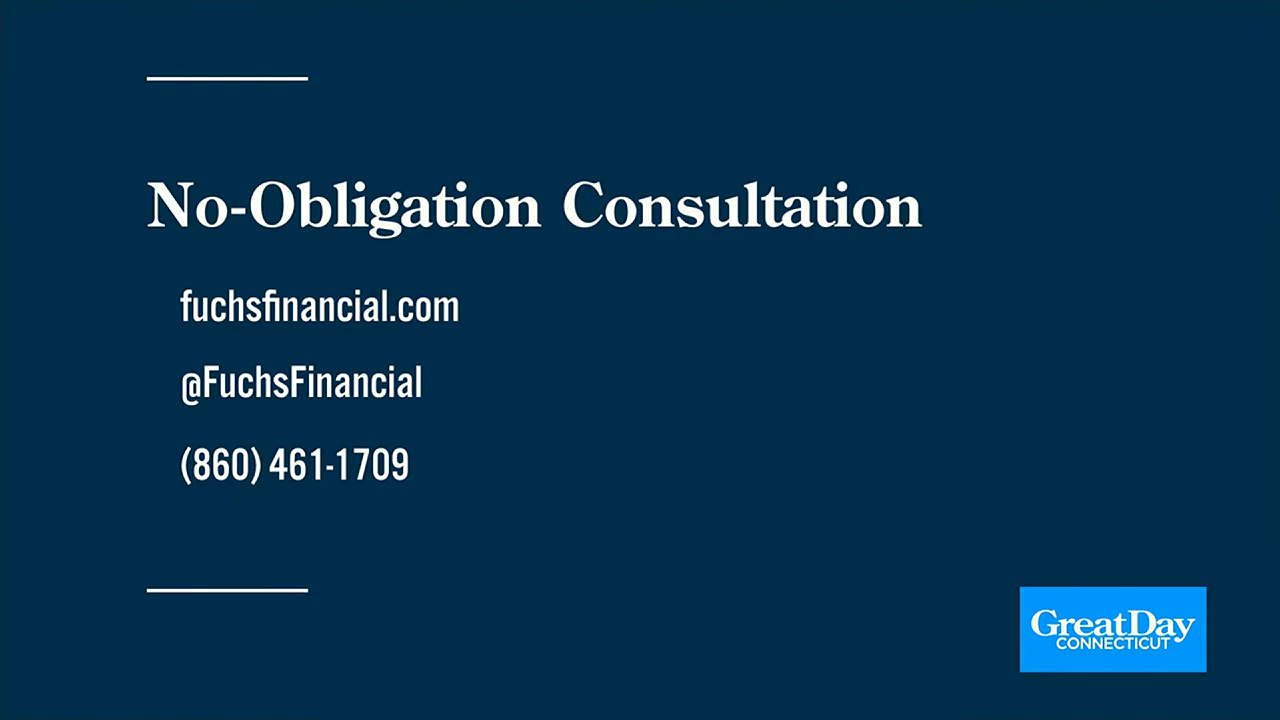 No-Obligation Consultation
fuchsfinancial.com
@FuchsFinancial
(860) 461-1709
GreatDay
CONNECTICUT